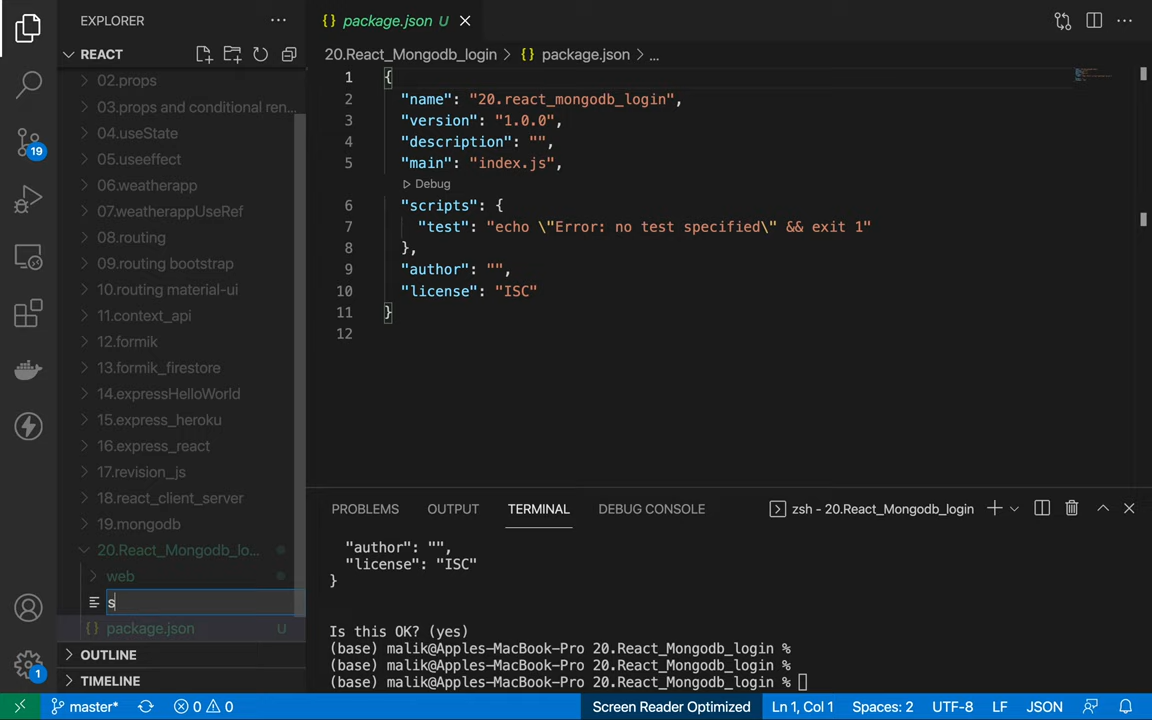 EXPLORER
REACT
02.props
03.props and conditional ren...
04.useState
05.useeffect
06.weatherapp
07.weatherappUseRef
08.routing
09.routing bootstrap
10.routing material-ui
11.context_api
12.formik
13.formik_firestore
14.expressHelloWorld
15.express_heroku
16.express_react
17.revision_js
18.react_client_server
19.mongodb
20.React_Mongodb_lo...
web
s
package.json U
OUTLINE
TIMELINE
19
1
{} package.json U
20.React_Mongodb_login > {} package.json > ...
1 {
2 "name": "20.react_mongodb_login",
3 "version": "1.0.0",
4 "description": "",
5 "main": "index.js",
Debug
6 "scripts": {
7 "test": "echo \"Error: no test specified\" && exit 1"
8 },
9 "author": "",
10 "license": "ISC"
11 }
12
PROBLEMS OUTPUT TERMINAL DEBUG CONSOLE zsh - 20.React_Mongodb_login
"author": "",
"license": "ISC"
}
Is this OK? (yes)
(base) malik@Apples-MacBook-Pro 20.React_Mongodb_login %
(base) malik@Apples-MacBook-Pro 20.React_Mongodb_login %
(base) malik@Apples-MacBook-Pro 20.React_Mongodb_login %
master* 0 0 Screen Reader Optimized Ln 1, Col 1 Spaces: 2 UTF-8 LF JSON